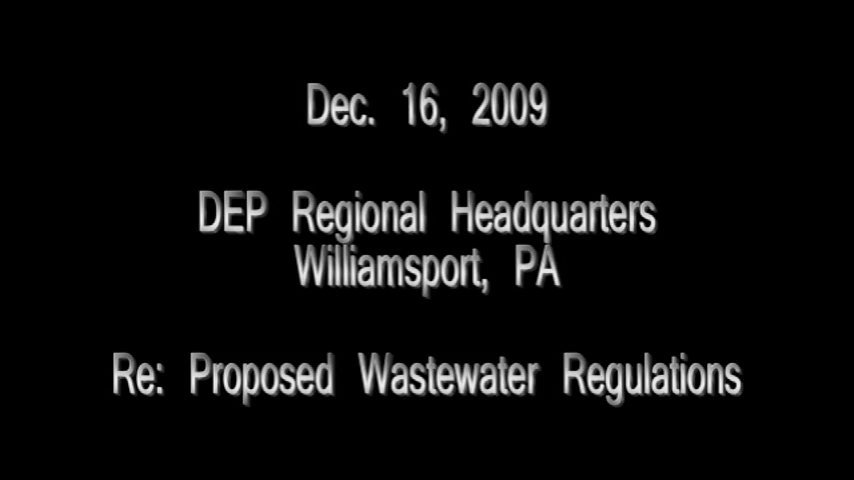 Dec. 16, 2009
DEP Regional Headquarters
Williamsport, PA
Re: Proposed Wastewater Regulations